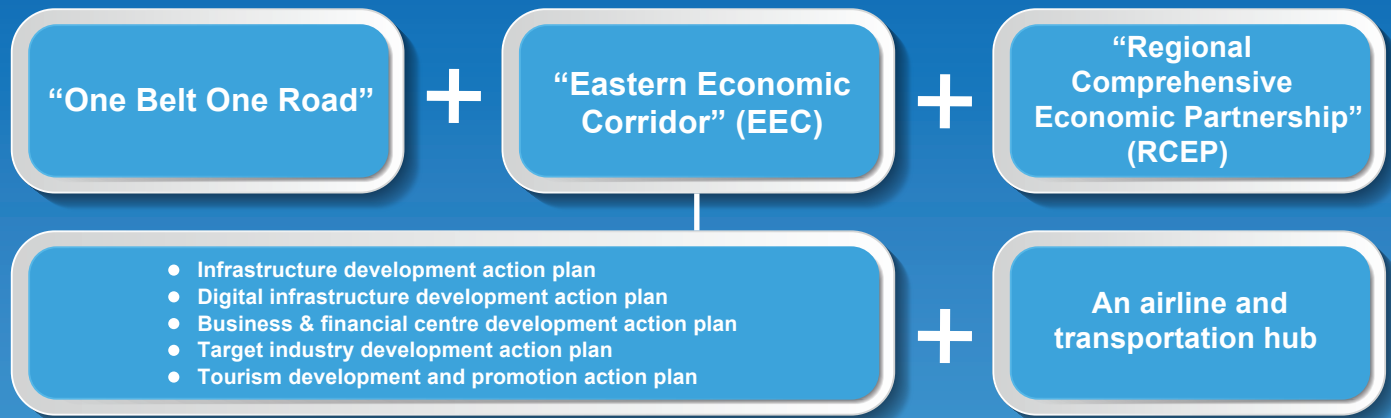 “One Belt One Road”
+
“Eastern Economic
Corridor” (EEC)
+
“Regional
Comprehensive
Economic Partnership”
(RCEP)
● Infrastructure development action plan
● Digital infrastructure development action plan
● Business & financial centre development action plan
● Target industry development action plan
● Tourism development and promotion action plan
+
An airline and
transportation hub